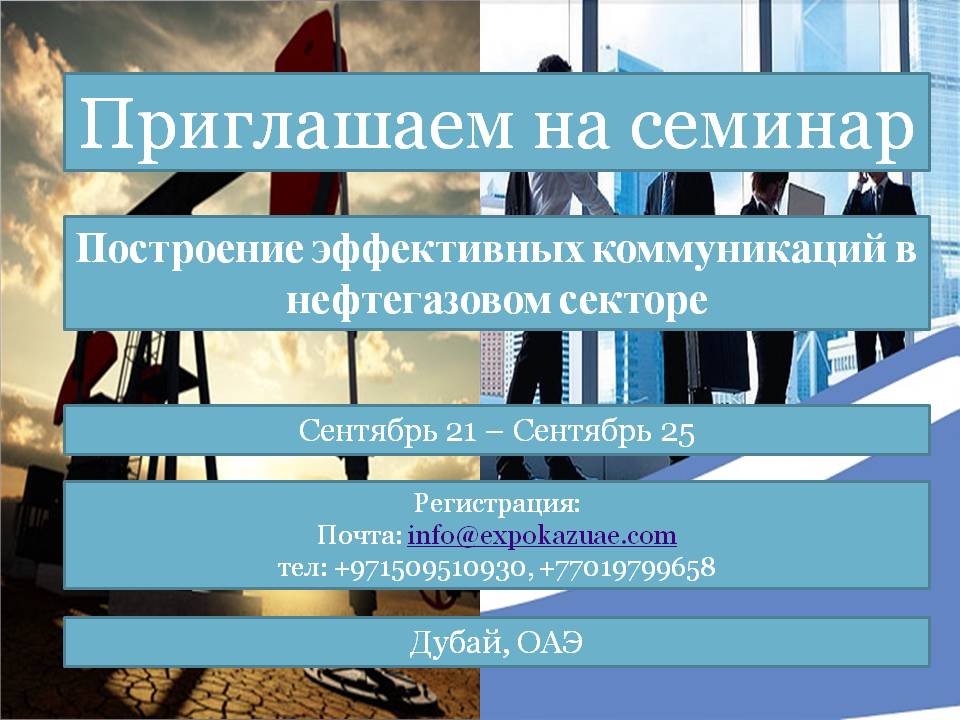 Приглашаем на семинар
Построение эффективных коммуникаций в
нефтегазовом секторе
Сентябрь 21 – Сентябрь 25
Регистрация:
Почта: info@expokazuae.com
тел: +971509510930, +77019799658
Дубай, ОАЭ